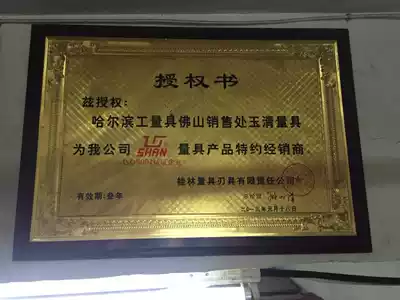 授权书
兹授权：
哈尔滨工量具佛山销售处玉清量具
为我公司 SHAN 量具产品特约经销商
桂林量具刃具有限责任公司
有效期:叁年